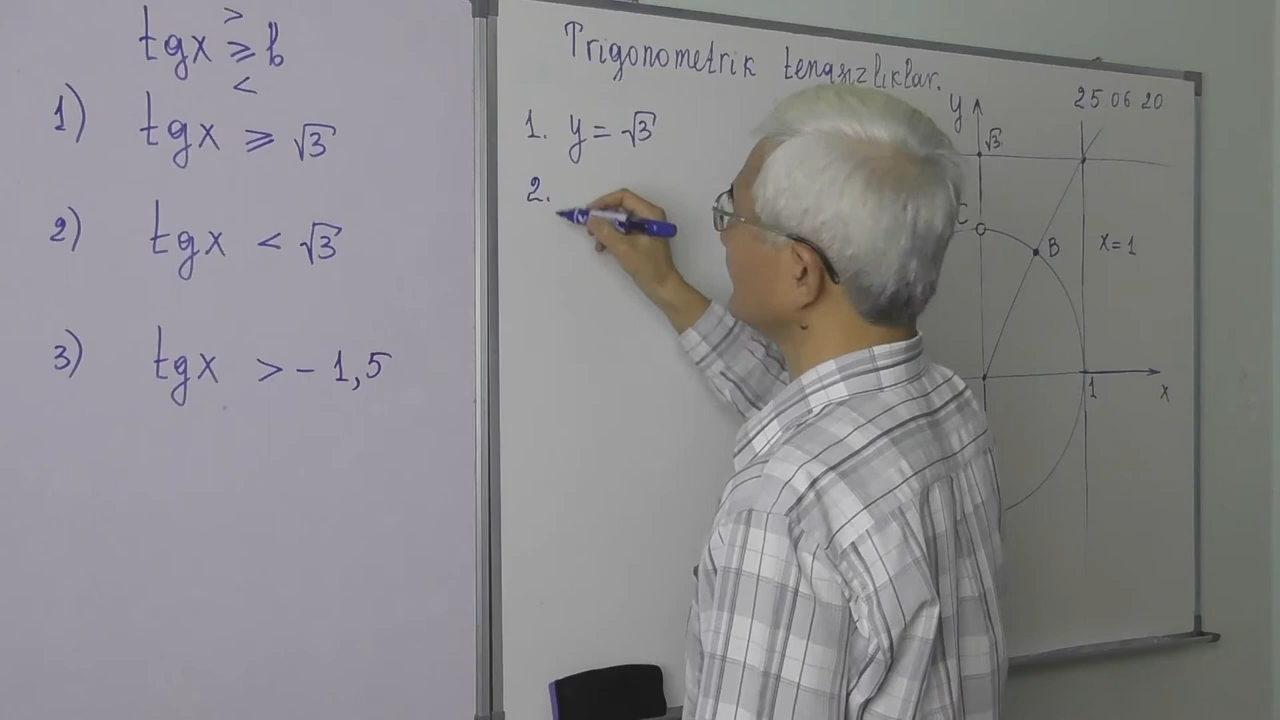 >
tgx ≥ b
<
1) tgx ≥ √3
2) tgx < √3
3) tgx > - 1,5
Trigonometrik tengsizliklar.
25.06 20
1. y = √3
2.
y
√3
C
B
x=1
1
x